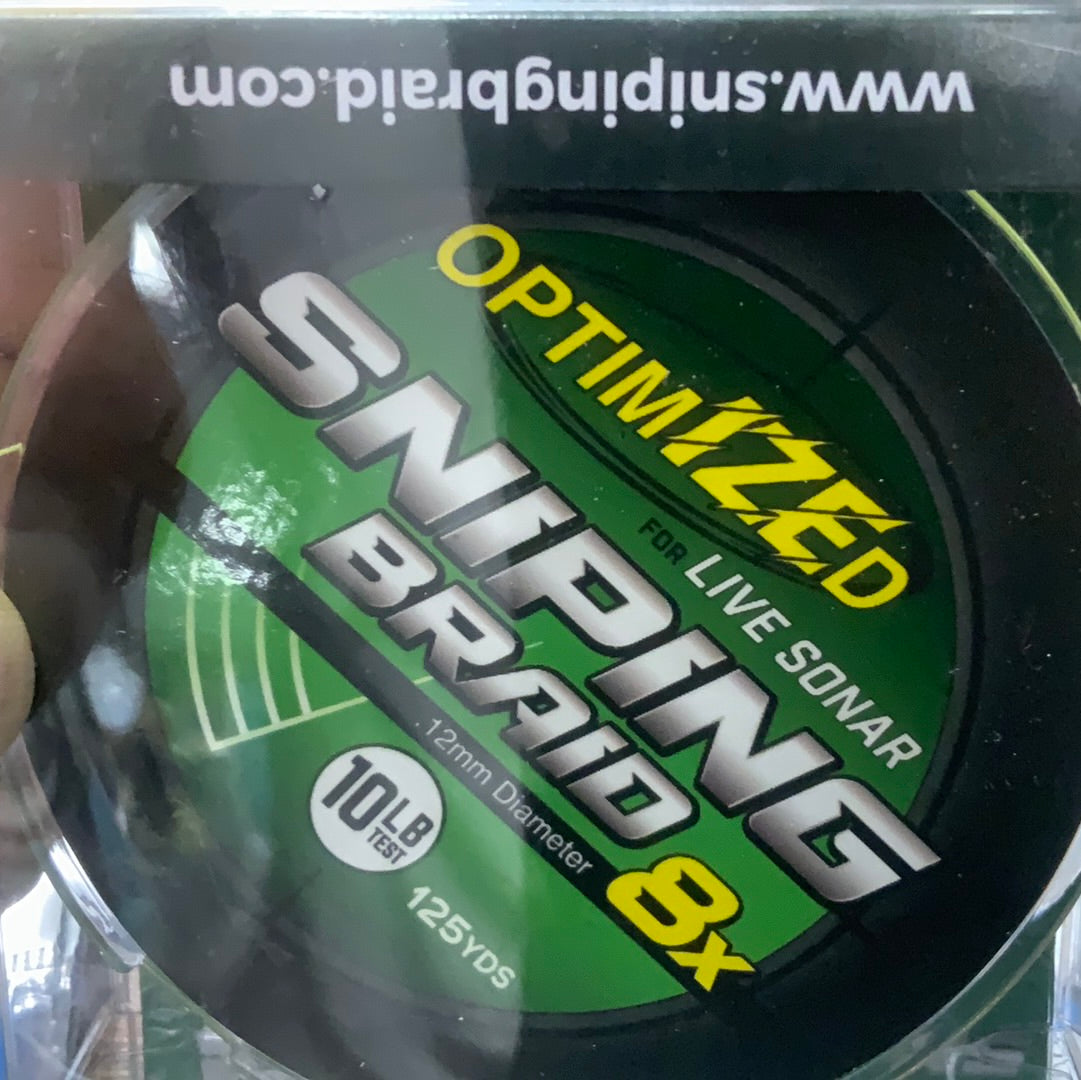 www.snipingbraid.com
OPTIMIZED
FOR LIVE SONAR
SNIPING
BRAID
8x
.12mm Diameter
10LB
TEST
125YDS